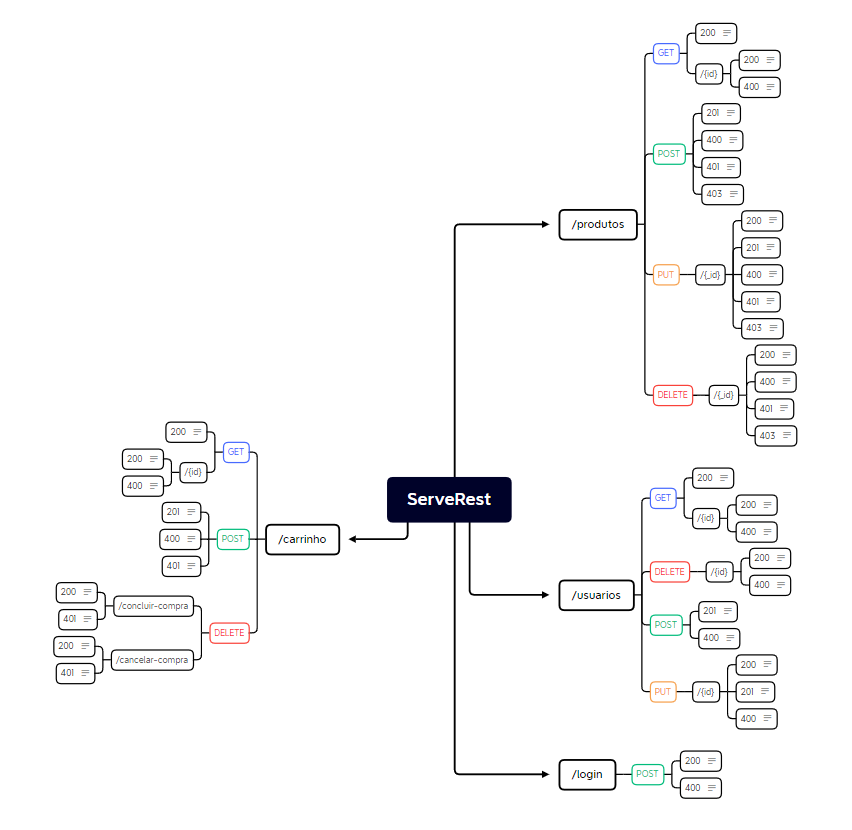 ServeRest
/produtos
GET
200
/{id}
200
400
POST
201
400
401
403
PUT
/{_id}
200
201
400
401
403
DELETE
/{_id}
200
400
401
403
/usuarios
GET
200
/{id}
200
400
DELETE
/{id}
200
400
POST
201
400
PUT
/{id}
200
201
400
/login
POST
200
400
/carrinho
GET
200
/{id}
200
400
POST
201
400
401
DELETE
/concluir-compra
200
401
/cancelar-compra
200
401